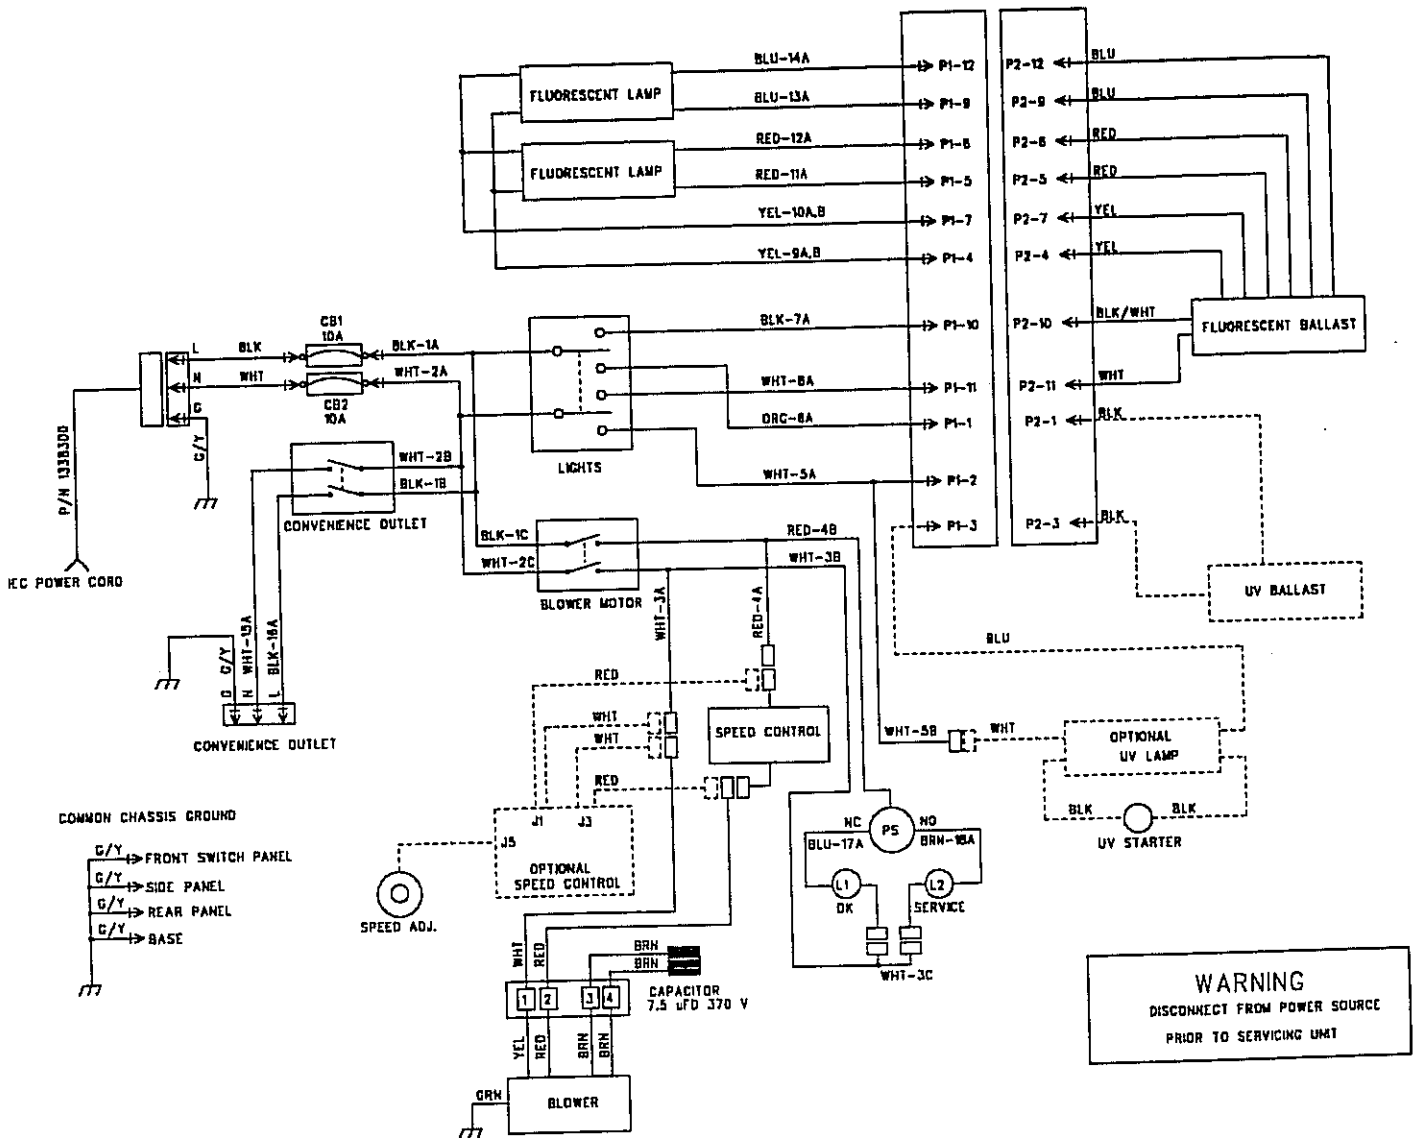 BLU-14A
P1-12
P2-12
BLU
FLUORESCENT LAMP
BLU-13A
P1-9
P2-9
BLU
RED-12A
P1-6
P2-6
RED
FLUORESCENT LAMP
RED-11A
P1-5
P2-5
RED
YEL-10A,B
P1-7
P2-7
YEL
YEL-9A,B
P1-4
P2-4
YEL
BLK-7A
P1-10
P2-10
BLK/WHT
FLUORESCENT BALLAST
CB1
10A
L
BLK
BLK-1A
N
WHT
WHT-2A
CB2
10A
G
G/Y
WHT-8A
P1-11
P2-11
WHT
ORG-6A
P1-1
P2-1
BLK
LIGHTS
WHT-5A
P1-2
P/N 1338300
WHT-2B
BLK-1B
CONVENIENCE OUTLET
P1-3
P2-3
BLK
BLK-1C
RED-4B
WHT-2C
WHT-3B
IEC POWER CORD
BLOWER MOTOR
UV BALLAST
WHT-3A
RED-4A
G/Y
WHT-15A
BLK-16A
G
N
L
BLU
RED
CONVENIENCE OUTLET
WHT
WHT
SPEED CONTROL
WHT-5B
WHT
OPTIONAL
UV LAMP
RED
BLK
BLK
UV STARTER
COMMON CHASSIS GROUND
G/Y
FRONT SWITCH PANEL
G/Y
SIDE PANEL
G/Y
REAR PANEL
G/Y
BASE
J1
J3
J5
OPTIONAL
SPEED CONTROL
SPEED ADJ.
NC
PS
NO
BLU-17A
BRN-18A
L1
L2
OK
SERVICE
WHT-3C
WHT
RED
BRN
BRN
CAPACITOR
7.5 uFD 370 V
1
2
3
4
YEL
RED
BRN
BRN
GRN
BLOWER
WARNING
DISCONNECT FROM POWER SOURCE
PRIOR TO SERVICING UNIT